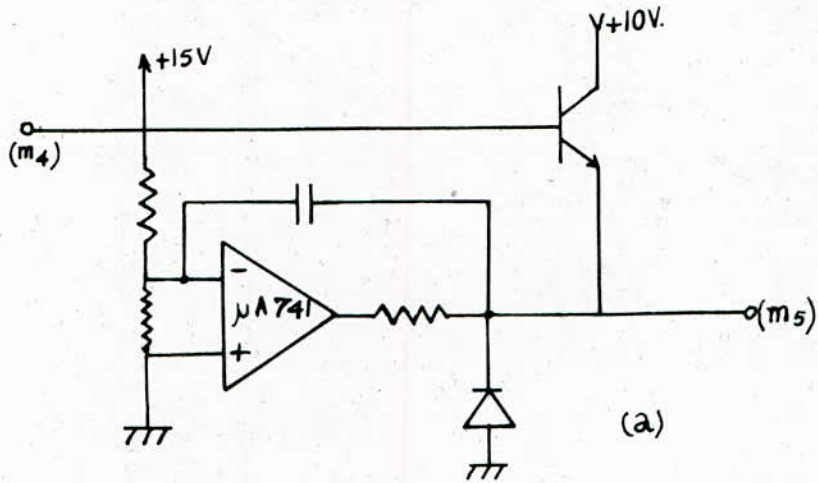 V+10V.
+15V
(m4)
-
μA741
+
(m5)
(a)